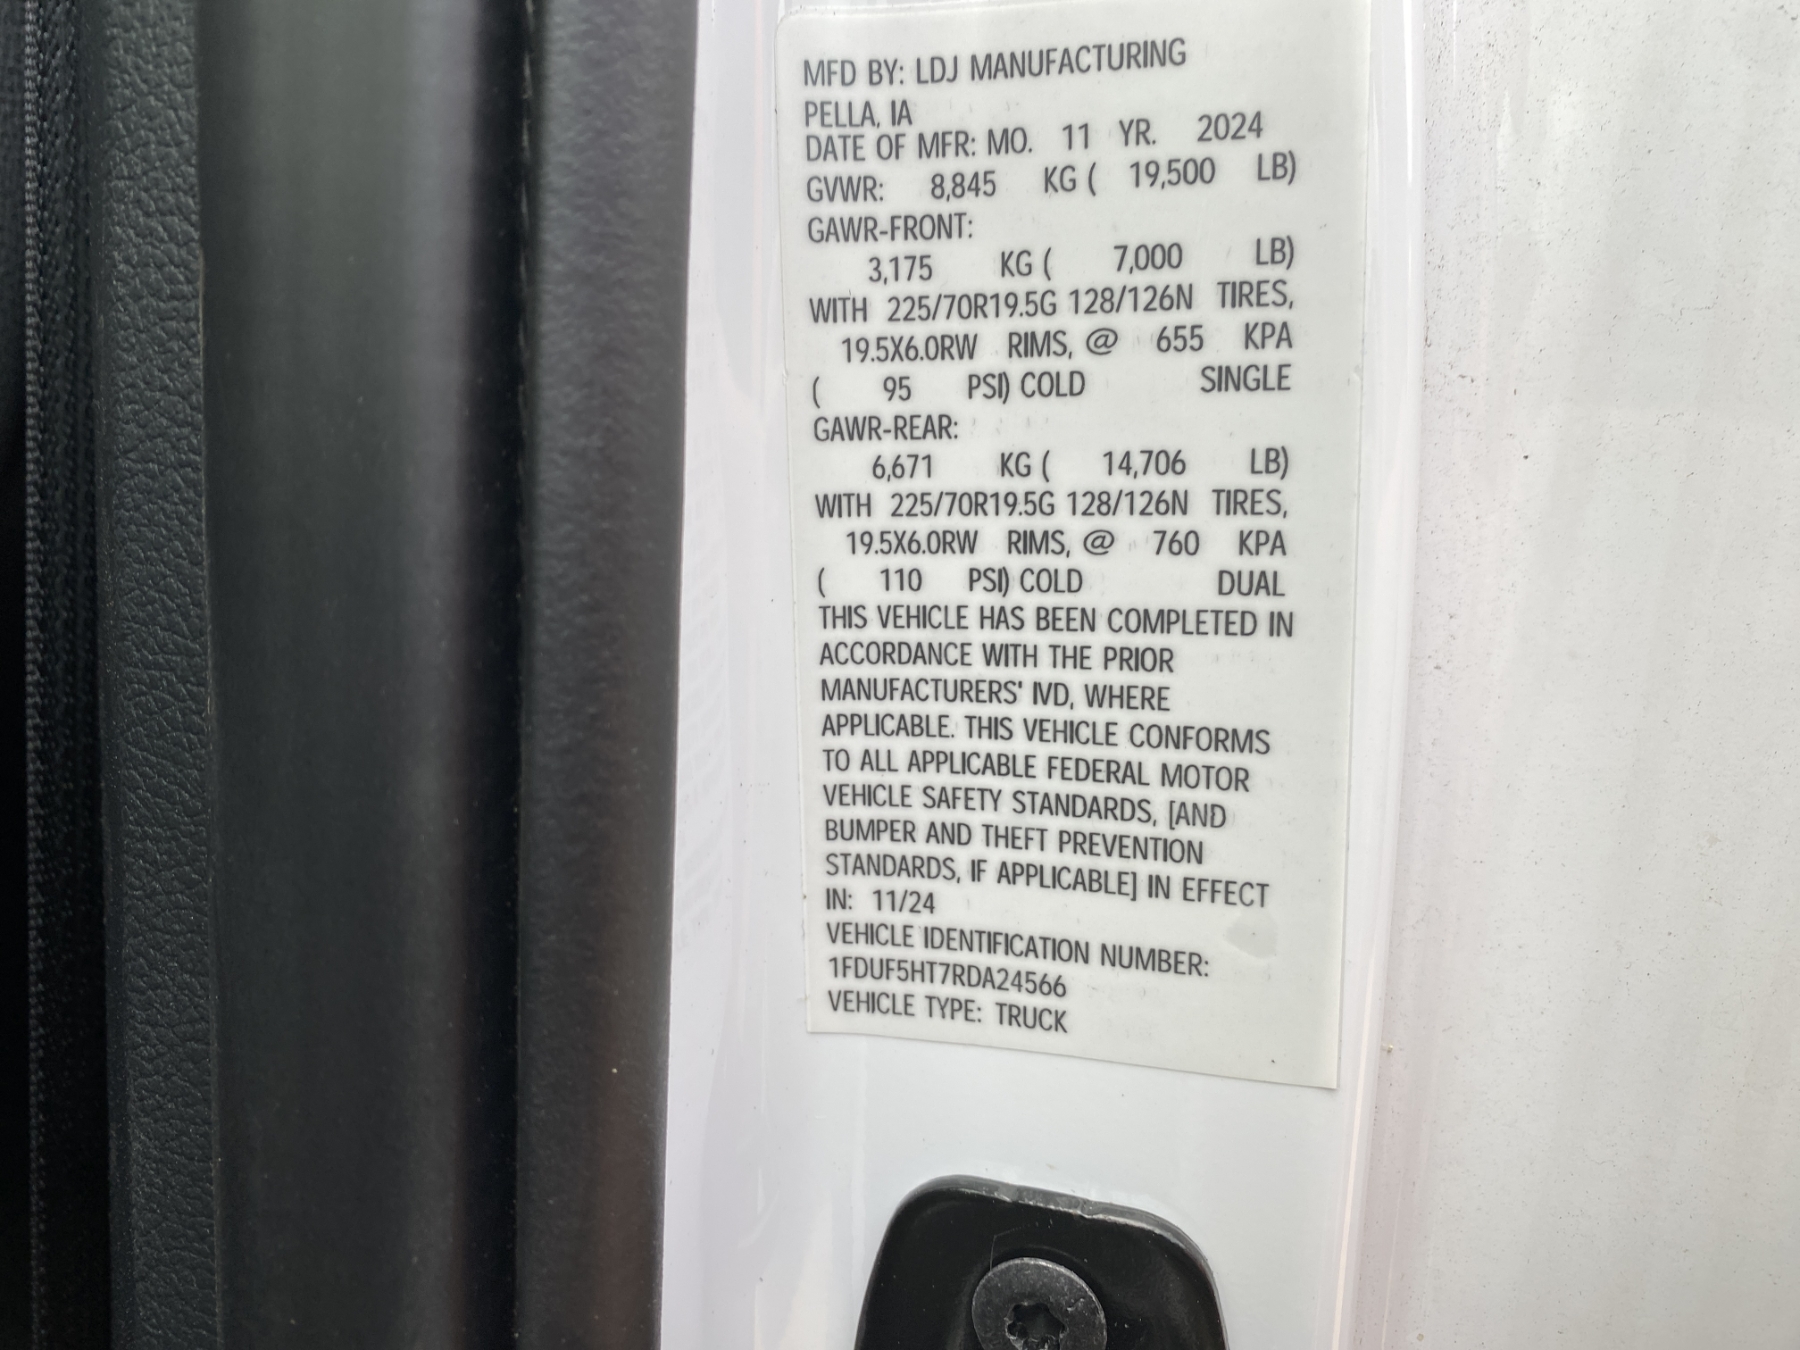 MFD BY: LDJ MANUFACTURING
PELLA, IA
DATE OF MFR: MO. 11 YR. 2024
GVWR: 8,845 KG ( 19,500 LB)
GAWR-FRONT:
3,175 KG ( 7,000 LB)
WITH 225/70R19.5G 128/126N TIRES,
19.5X6.0RW RIMS, @ 655 KPA
( 95 PSI) COLD SINGLE
GAWR-REAR:
6,671 KG ( 14,706 LB)
WITH 225/70R19.5G 128/126N TIRES,
19.5X6.0RW RIMS, @ 760 KPA
( 110 PSI) COLD DUAL
THIS VEHICLE HAS BEEN COMPLETED IN
ACCORDANCE WITH THE PRIOR
MANUFACTURERS' IVD, WHERE
APPLICABLE. THIS VEHICLE CONFORMS
TO ALL APPLICABLE FEDERAL MOTOR
VEHICLE SAFETY STANDARDS, [AND
BUMPER AND THEFT PREVENTION
STANDARDS, IF APPLICABLE] IN EFFECT
IN: 11/24
VEHICLE IDENTIFICATION NUMBER:
1FDUF5HT7RDA24566
VEHICLE TYPE: TRUCK